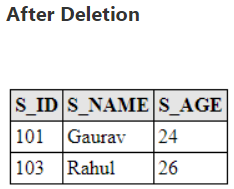 After Deletion
S_ID S_NAME S_AGE
101 Gaurav 24
103 Rahul 26